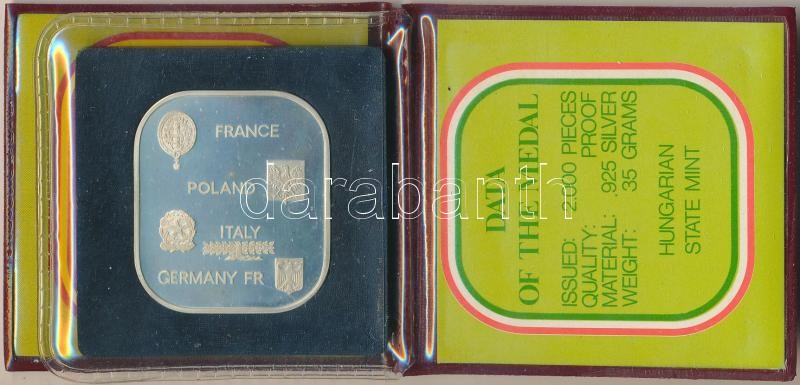 FRANCE
POLAND
ITALY
GERMANY FR
darabanth
DATA
OF THE MEDAL
ISSUED: 2.000 PIECES
QUALITY: PROOF
MATERIAL: .925 SILVER
WEIGHT: 35 GRAMS
HUNGARIAN
STATE MINT